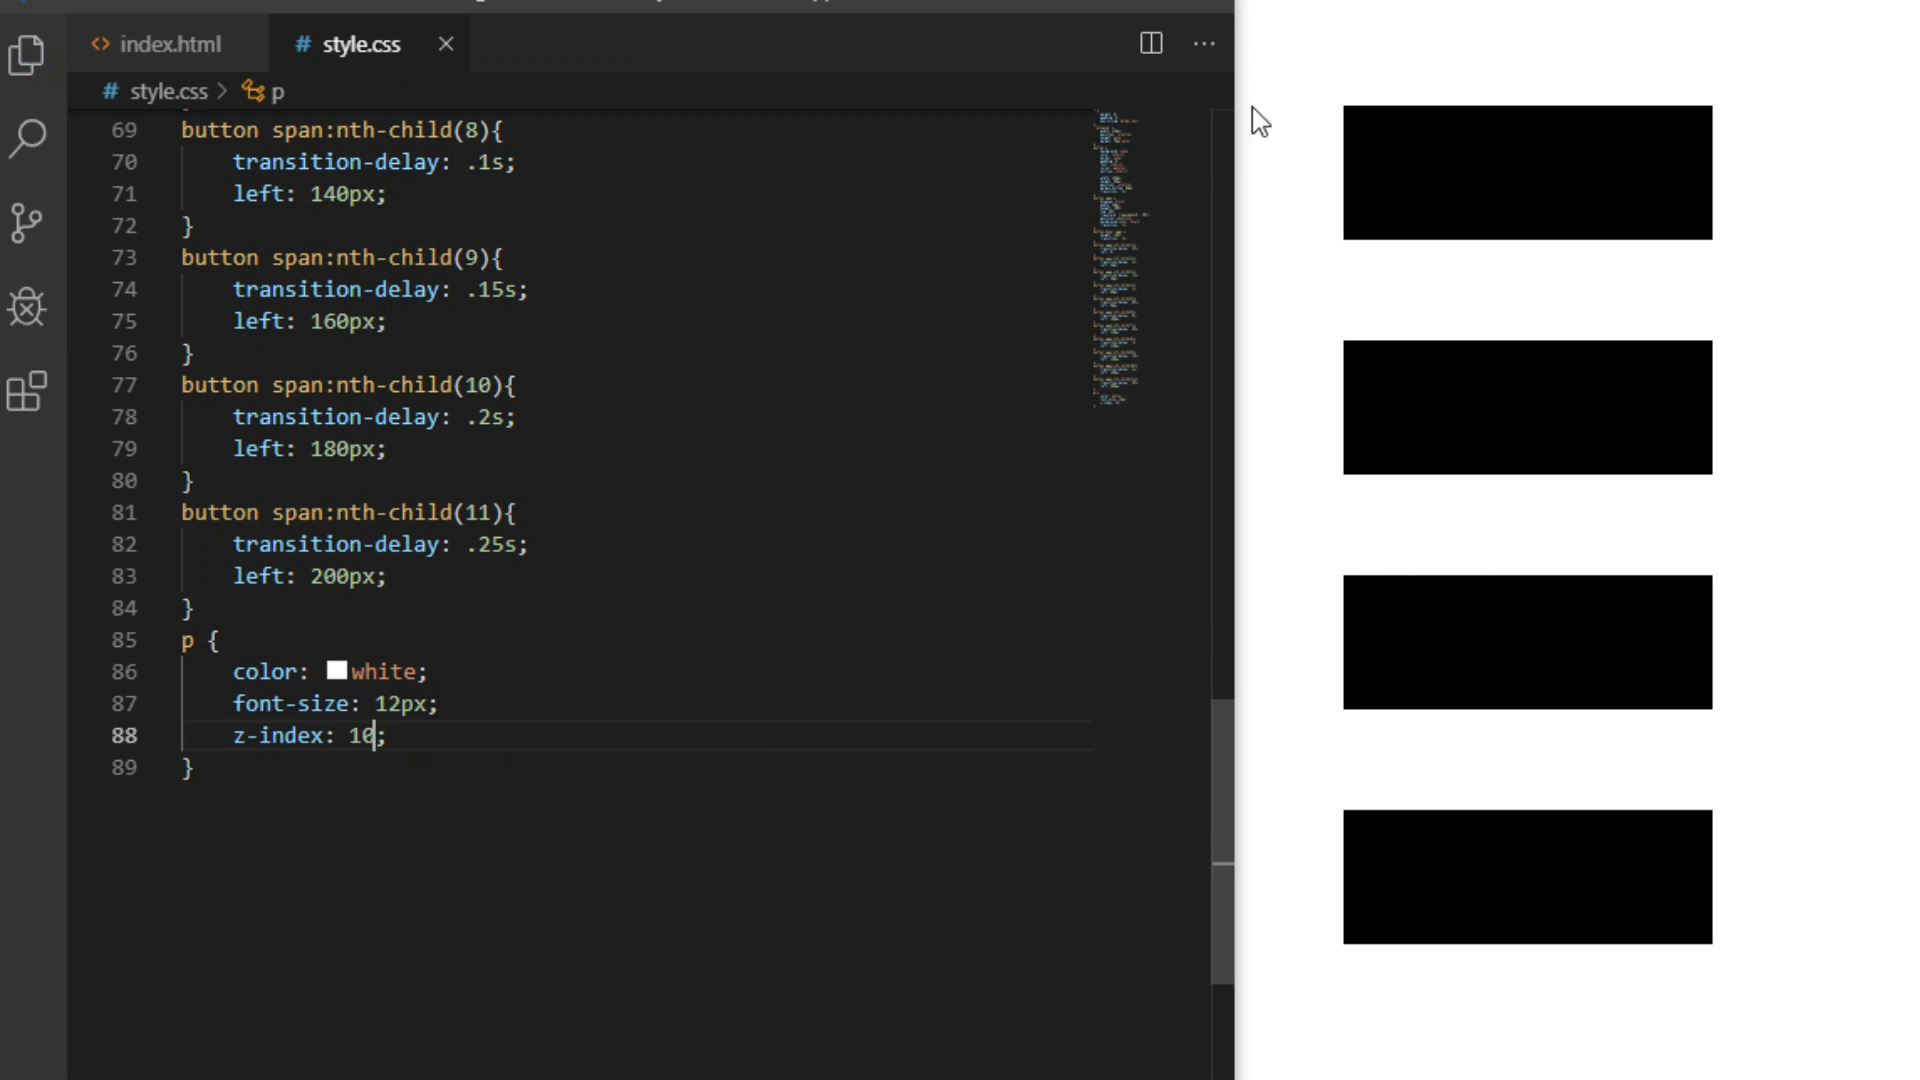 index.html
# style.css
# style.css > p
69 button span:nth-child(8){
70 transition-delay: .1s;
71 left: 140px;
72 }
73 button span:nth-child(9){
74 transition-delay: .15s;
75 left: 160px;
76 }
77 button span:nth-child(10){
78 transition-delay: .2s;
79 left: 180px;
80 }
81 button span:nth-child(11){
82 transition-delay: .25s;
83 left: 200px;
84 }
85 p {
86 color: white;
87 font-size: 12px;
88 z-index: 10;
89 }